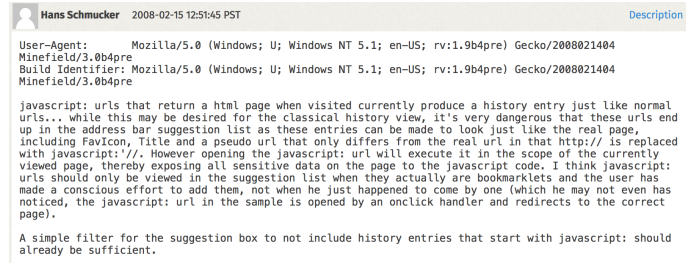 Hans Schmucker 2008-02-15 12:51:45 PST Description
User-Agent: Mozilla/5.0 (Windows; U; Windows NT 5.1; en-US; rv:1.9b4pre) Gecko/2008021404
Minefield/3.0b4pre
Build Identifier: Mozilla/5.0 (Windows; U; Windows NT 5.1; en-US; rv:1.9b4pre) Gecko/2008021404
Minefield/3.0b4pre
javascript: urls that return a html page when visited currently produce a history entry just like normal
urls... while this may be desired for the classical history view, it's very dangerous that these urls end
up in the address bar suggestion list as these entries can be made to look just like the real page,
including FavIcon, Title and a pseudo url that only differs from the real url in that http:// is replaced
with javascript:'//. However opening the javascript: url will execute it in the scope of the currently
viewed page, thereby exposing all sensitive data on the page to the javascript code. I think javascript:
urls should only be viewed in the suggestion list when they actually are bookmarklets and the user has
made a conscious effort to add them, not when he just happened to come by one (which he may not even has
noticed, the javascript: url in the sample is opened by an onclick handler and redirects to the correct
page).
A simple filter for the suggestion box to not include history entries that start with javascript: should
already be sufficient.